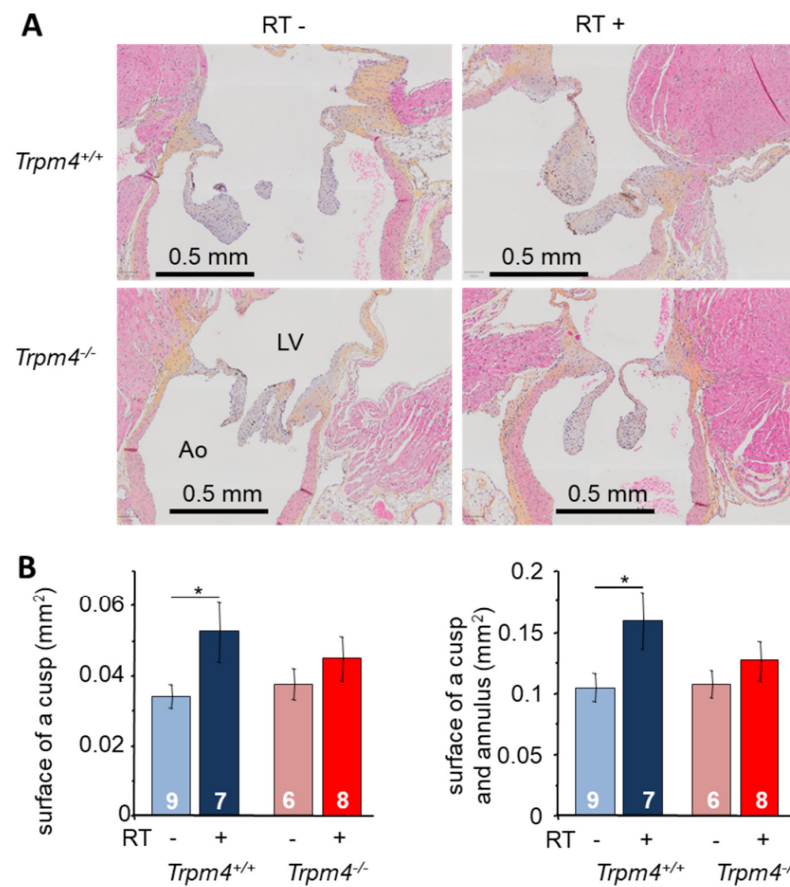 A
RT -
RT +
Trpm4+/+
0.5 mm
0.5 mm
Trpm4-/-
LV
Ao
0.5 mm
0.5 mm
B
surface of a cusp (mm2)
0.06
0.04
0.02
0
*
9
7
6
8
RT - + - +
Trpm4+/+ Trpm4-/-
surface of a cusp
and annulus (mm2)
0.2
0.15
0.1
0.05
0
*
9
7
6
8
RT - + - +
Trpm4+/+ Trpm4-/